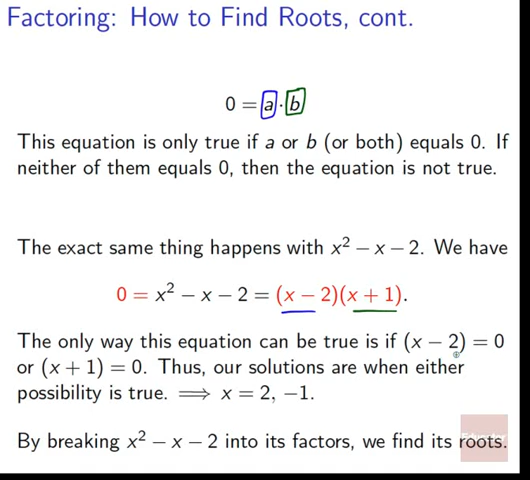 Factoring: How to Find Roots, cont.
0 = a · b
This equation is only true if a or b (or both) equals 0. If
neither of them equals 0, then the equation is not true.
The exact same thing happens with x² − x − 2. We have
0 = x² − x − 2 = (x − 2)(x + 1).
The only way this equation can be true is if (x − 2) = 0
or (x + 1) = 0. Thus, our solutions are when either
possibility is true. ⟹ x = 2, −1.
By breaking x² − x − 2 into its factors, we find its roots.